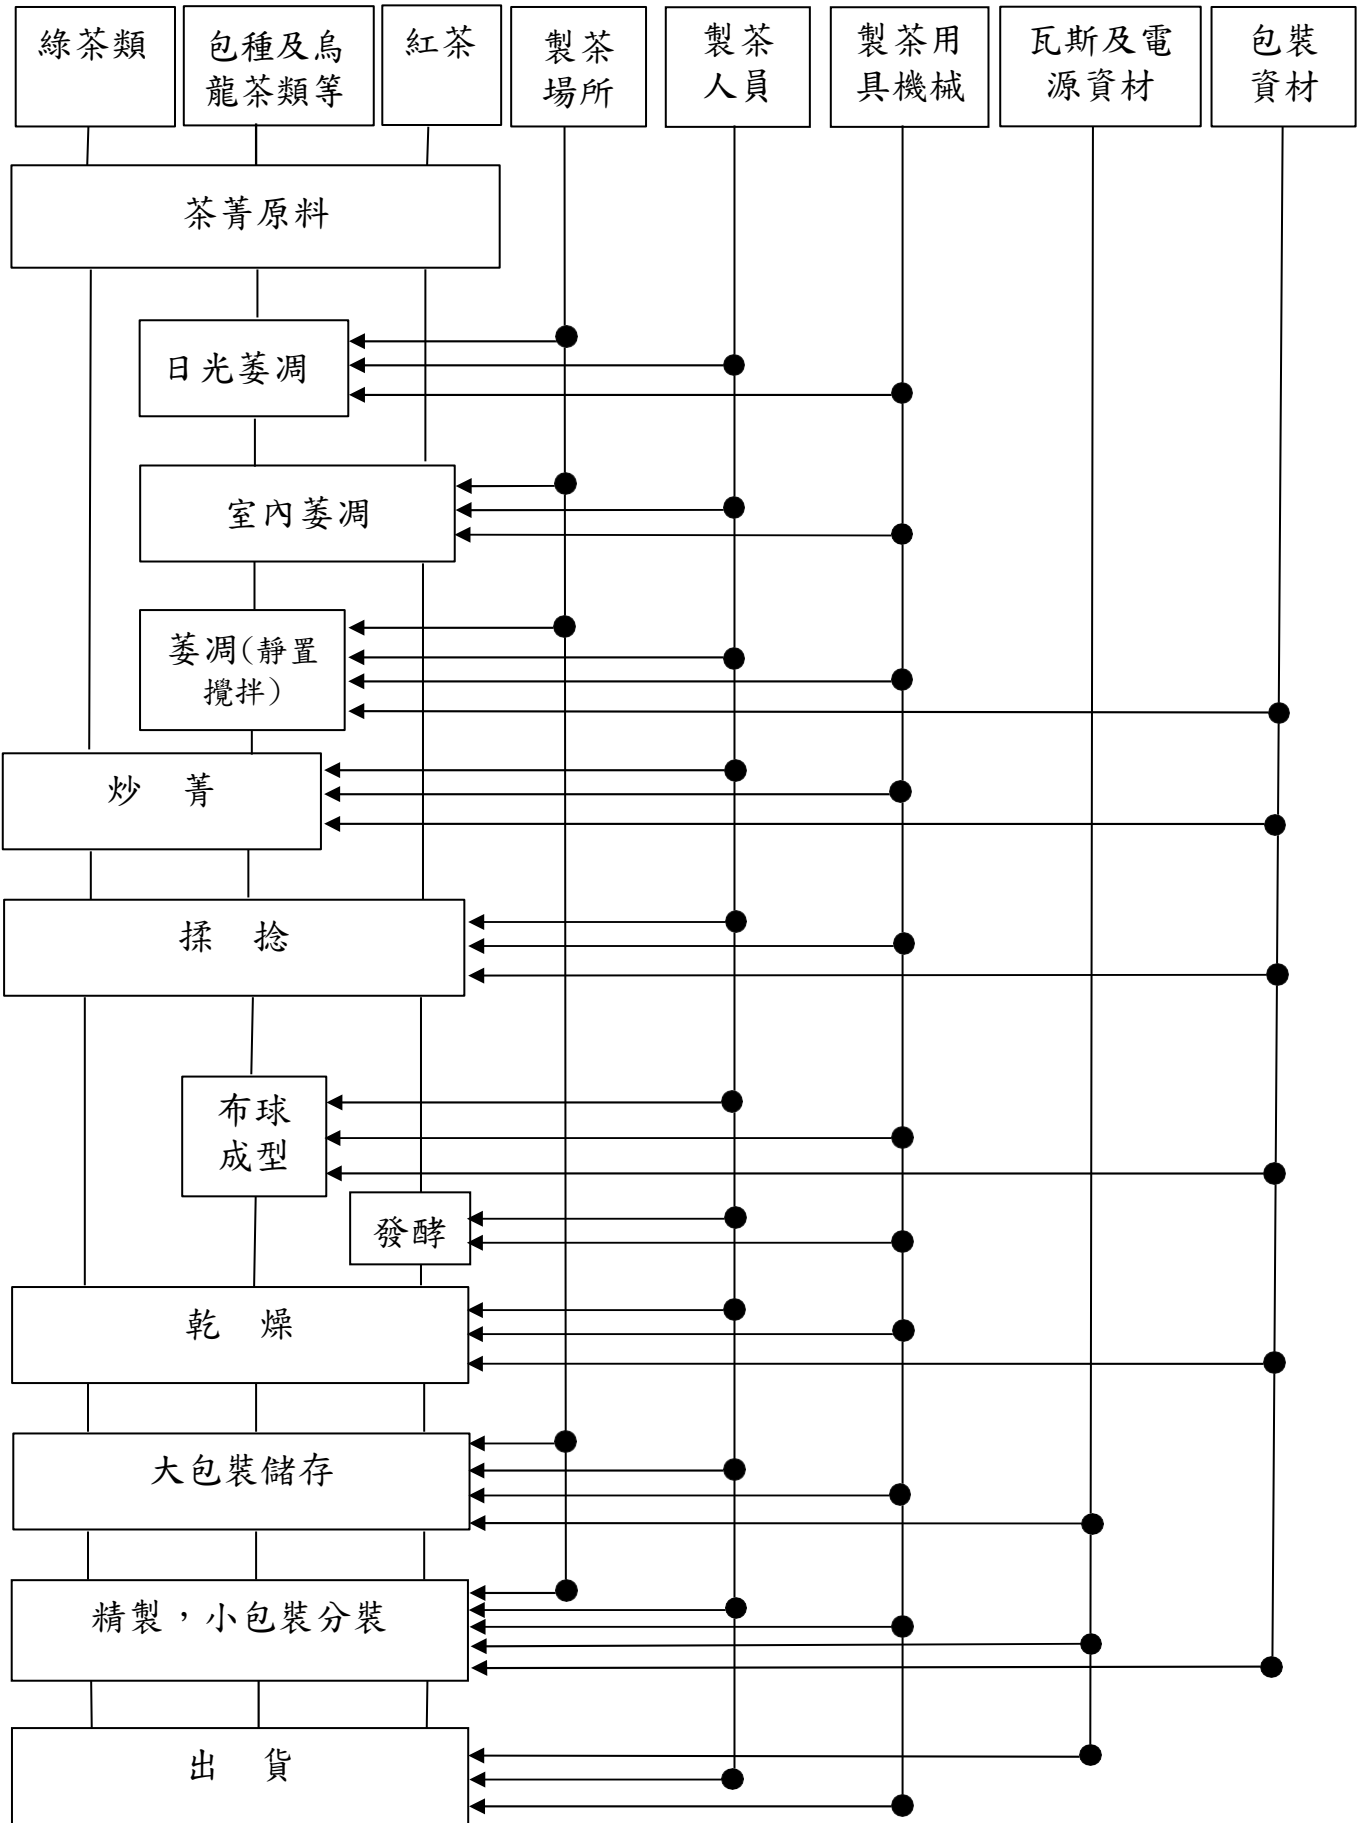 綠茶類
包種及烏
龍茶類等
紅茶
製茶
場所
製茶
人員
製茶用
具機械
瓦斯及電
源資材
包裝
資材
茶菁原料
日光萎凋
室內萎凋
萎凋(靜置
攪拌)
炒 菁
揉 捻
布球
成型
發酵
乾 燥
大包裝儲存
精製，小包裝分裝
出 貨